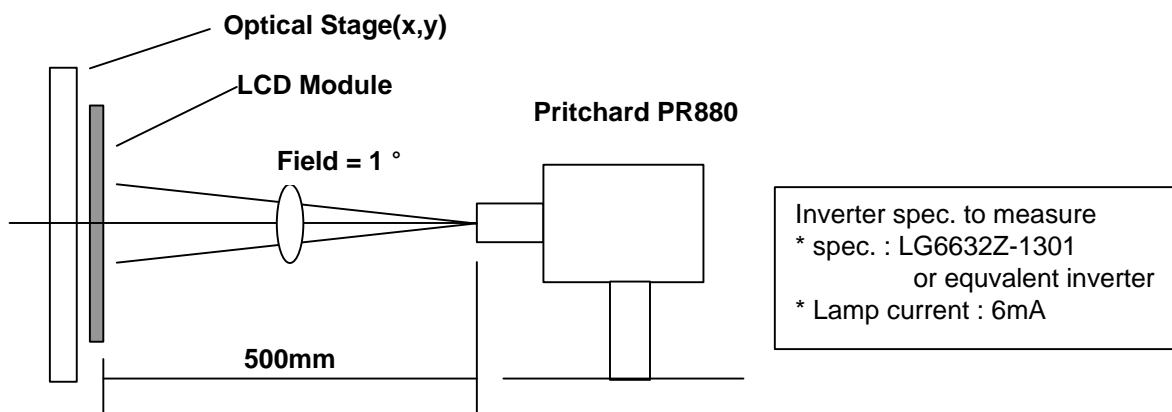 Optical Stage(x,y)
LCD Module
Pritchard PR880
Field = 1 °
Inverter spec. to measure
* spec. : LG6632Z-1301
or equvalent inverter
* Lamp current : 6mA
500mm